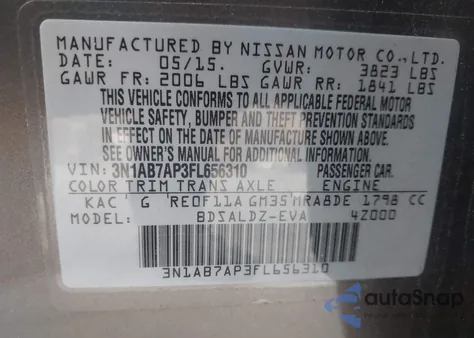 MANUFACTURED BY NISSAN MOTOR CO.,LTD.
DATE: 05/15. GVWR: 3823 LBS
GAWR FR: 2006 LBS GAWR RR: 1841 LBS
THIS VEHICLE CONFORMS TO ALL APPLICABLE FEDERAL MOTOR
VEHICLE SAFETY, BUMPER AND THEFT PREVENTION STANDARDS
IN EFFECT ON THE DATE OF MANUFACTURE SHOWN ABOVE.
SEE OWNER'S MANUAL FOR ADDITIONAL INFORMATION.
VIN: 3N1AB7AP3FL656310 PASSENGER CAR.
COLOR TRIM TRANS AXLE ENGINE
KAC G RE0F11A GM35 MRA8DE 1798 CC
MODEL: BDSALDZ-EVA 4Z000
3N1AB7AP3FL656310
autoSnap